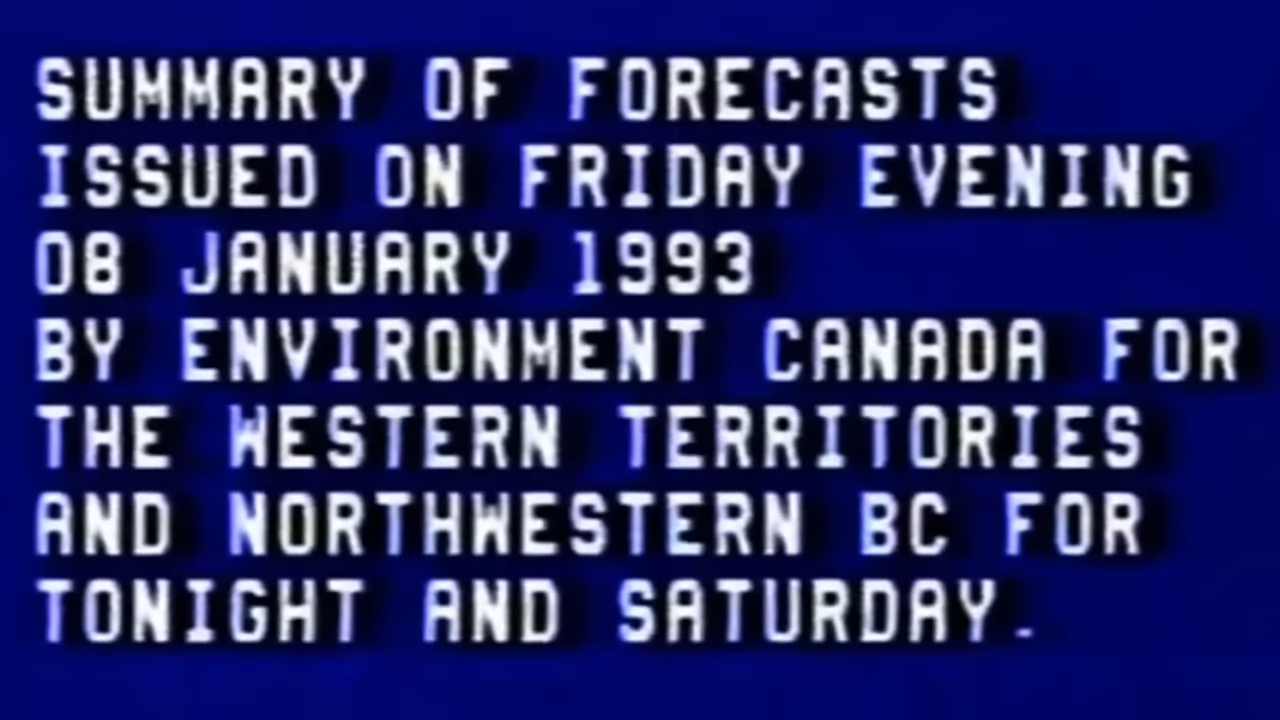 SUMMARY OF FORECASTS
ISSUED ON FRIDAY EVENING
08 JANUARY 1993
BY ENVIRONMENT CANADA FOR
THE WESTERN TERRITORIES
AND NORTHWESTERN BC FOR
TONIGHT AND SATURDAY.